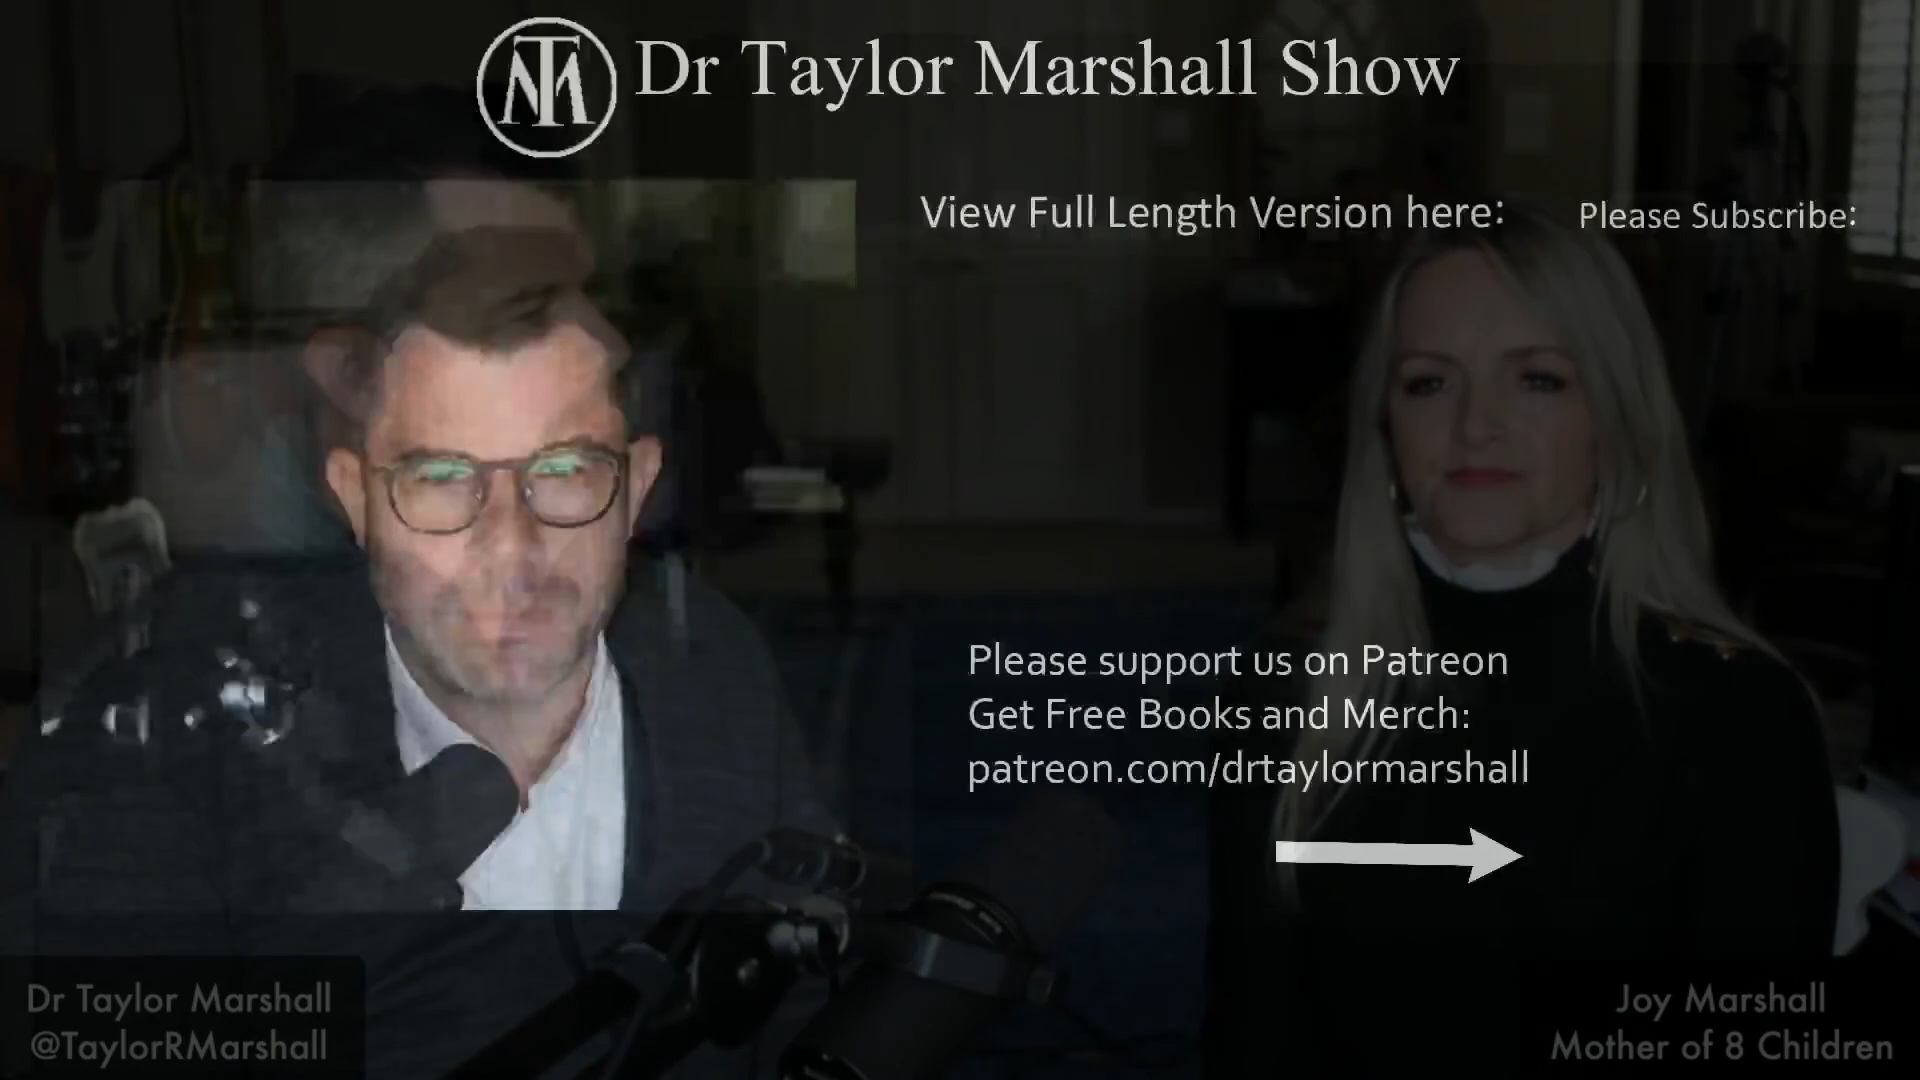 TM Dr Taylor Marshall Show
View Full Length Version here:
Please Subscribe:
Please support us on Patreon
Get Free Books and Merch:
patreon.com/drtaylormarshall
Dr Taylor Marshall
@TaylorRMarshall
Joy Marshall
Mother of 8 Children